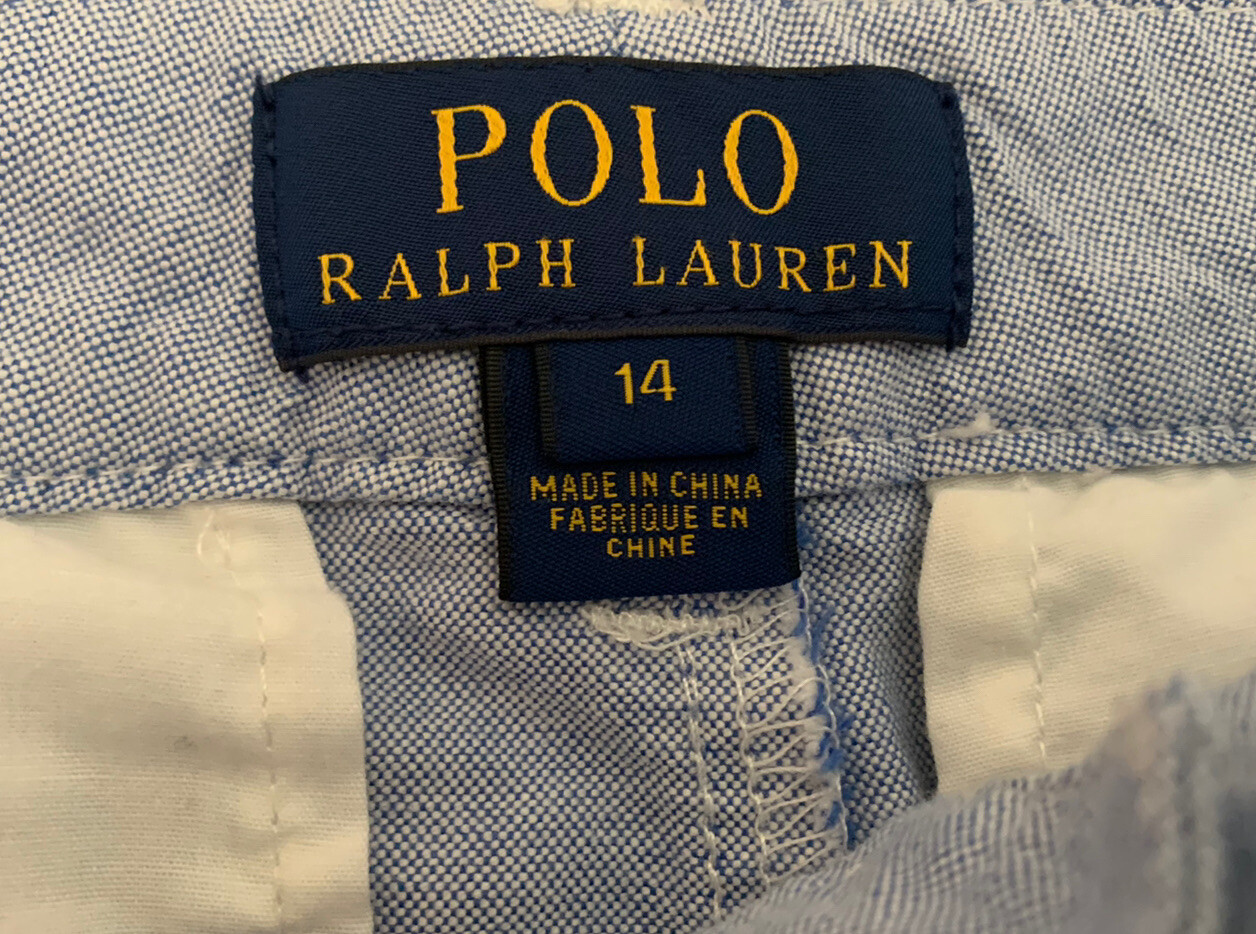 POLO
RALPH LAUREN
14
MADE IN CHINA
FABRIQUE EN
CHINE